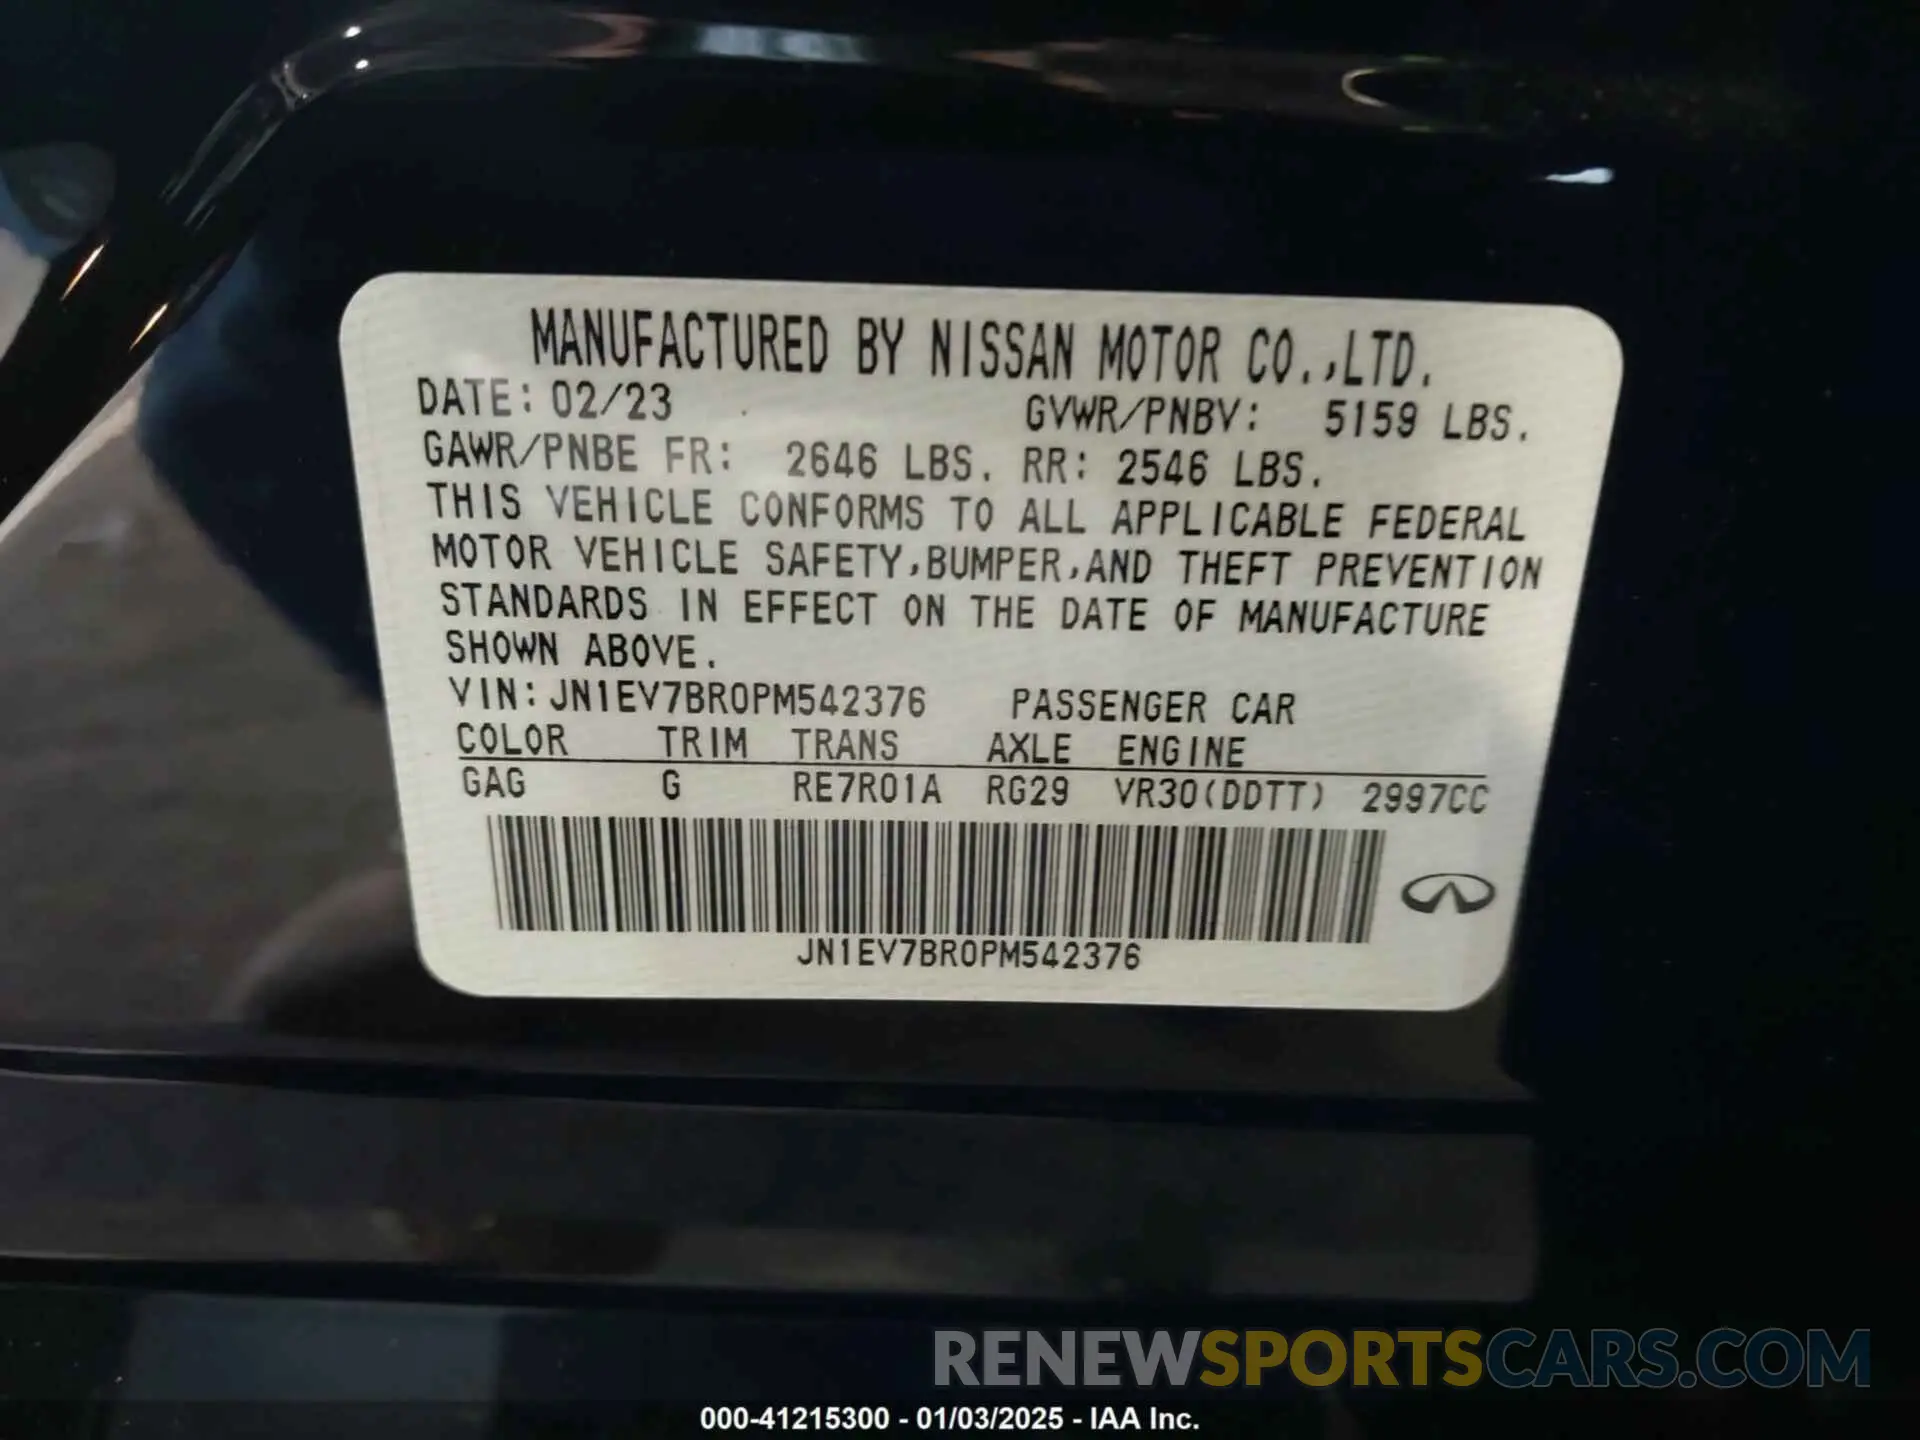 MANUFACTURED BY NISSAN MOTOR CO.,LTD.
DATE: 02/23 GVWR/PNBV: 5159 LBS.
GAWR/PNBE FR: 2646 LBS. RR: 2546 LBS.
THIS VEHICLE CONFORMS TO ALL APPLICABLE FEDERAL
MOTOR VEHICLE SAFETY,BUMPER,AND THEFT PREVENTION
STANDARDS IN EFFECT ON THE DATE OF MANUFACTURE
SHOWN ABOVE.
VIN:JN1EV7BR0PM542376 PASSENGER CAR
COLOR TRIM TRANS AXLE ENGINE
GAG G RE7R01A RG29 VR30(DDTT) 2997CC
JN1EV7BR0PM542376
RENEWSPORTSCARS.COM
000-41215300 - 01/03/2025 - IAA Inc.